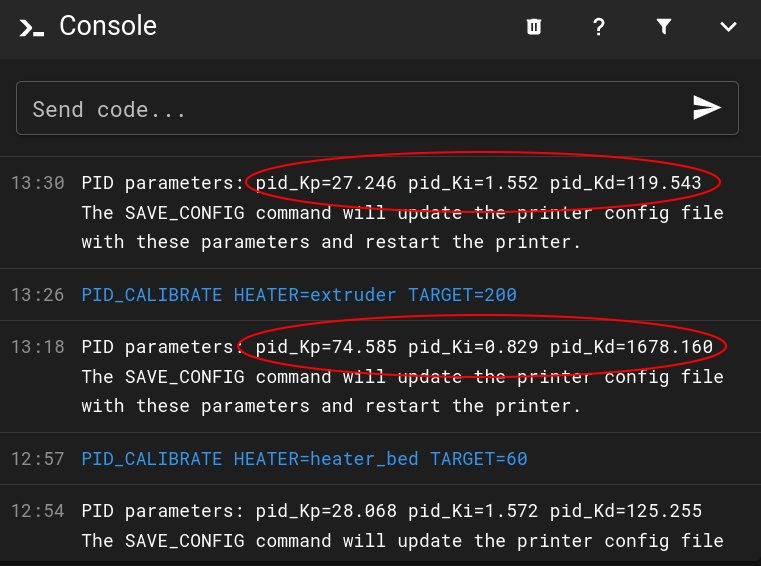 Console
?
Send code...
13:30 PID parameters: pid_Kp=27.246 pid_Ki=1.552 pid_Kd=119.543
The SAVE_CONFIG command will update the printer config file
with these parameters and restart the printer.
13:26 PID_CALIBRATE HEATER=extruder TARGET=200
13:18 PID parameters: pid_Kp=74.585 pid_Ki=0.829 pid_Kd=1678.160
The SAVE_CONFIG command will update the printer config file
with these parameters and restart the printer.
12:57 PID_CALIBRATE HEATER=heater_bed TARGET=60
12:54 PID parameters: pid_Kp=28.068 pid_Ki=1.572 pid_Kd=125.255
The SAVE_CONFIG command will update the printer config file